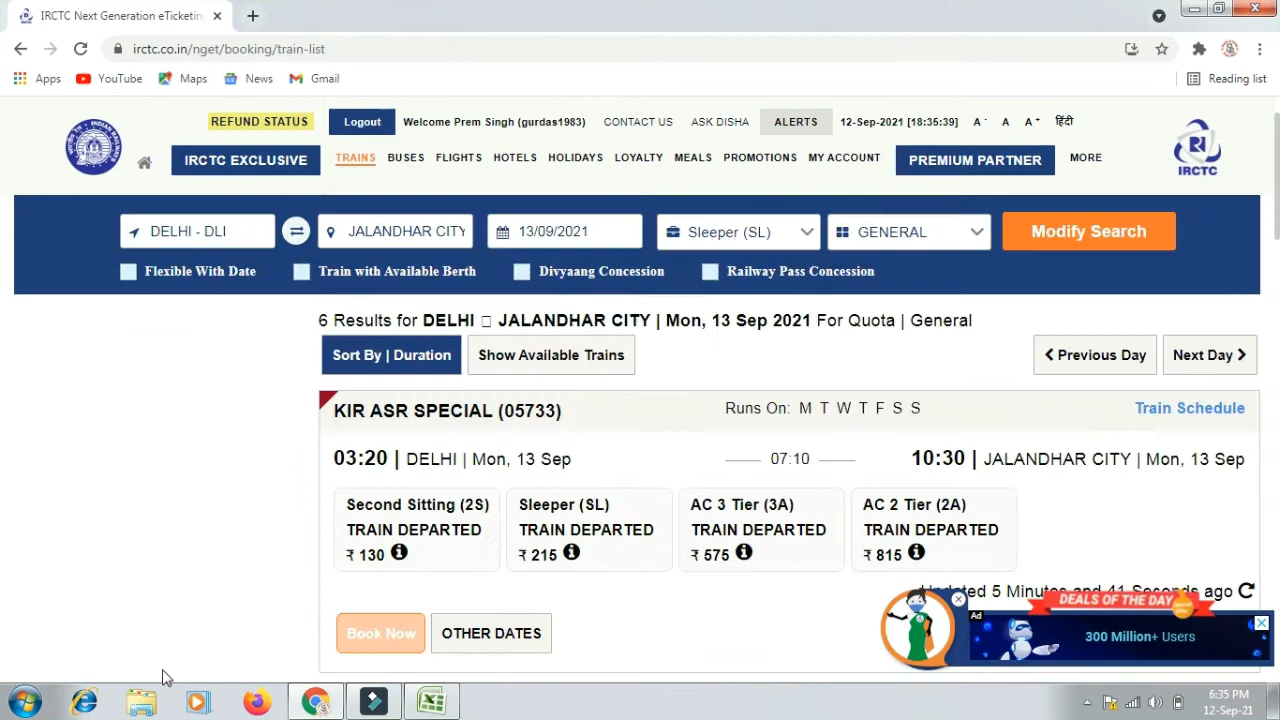 IRCTC Next Generation eTicketing
irctc.co.in/nget/booking/train-list
Apps YouTube Maps News Gmail Reading list
REFUND STATUS Logout Welcome Prem Singh (gurdas1983) CONTACT US ASK DISHA ALERTS 12-Sep-2021 [18:35:39] A- A A+ हिंदी
IRCTC EXCLUSIVE TRAINS BUSES FLIGHTS HOTELS HOLIDAYS LOYALTY MEALS PROMOTIONS MY ACCOUNT PREMIUM PARTNER MORE
IRCTC
DELHI - DLI JALANDHAR CITY 13/09/2021 Sleeper (SL) GENERAL Modify Search
Flexible With Date Train with Available Berth Divyaang Concession Railway Pass Concession
6 Results for DELHI JALANDHAR CITY | Mon, 13 Sep 2021 For Quota | General
Sort By | Duration Show Available Trains Previous Day Next Day
KIR ASR SPECIAL (05733) Runs On: M T W T F S S Train Schedule
03:20 | DELHI | Mon, 13 Sep 07:10 10:30 | JALANDHAR CITY | Mon, 13 Sep
Second Sitting (2S) Sleeper (SL) AC 3 Tier (3A) AC 2 Tier (2A)
TRAIN DEPARTED TRAIN DEPARTED TRAIN DEPARTED TRAIN DEPARTED
₹ 130 ₹ 215 ₹ 575 ₹ 815
Updated 5 Minutes and 41 Seconds ago
DEALS OF THE DAY
Ad
300 Million+ Users
Book Now OTHER DATES
6:35 PM
12-Sep-21